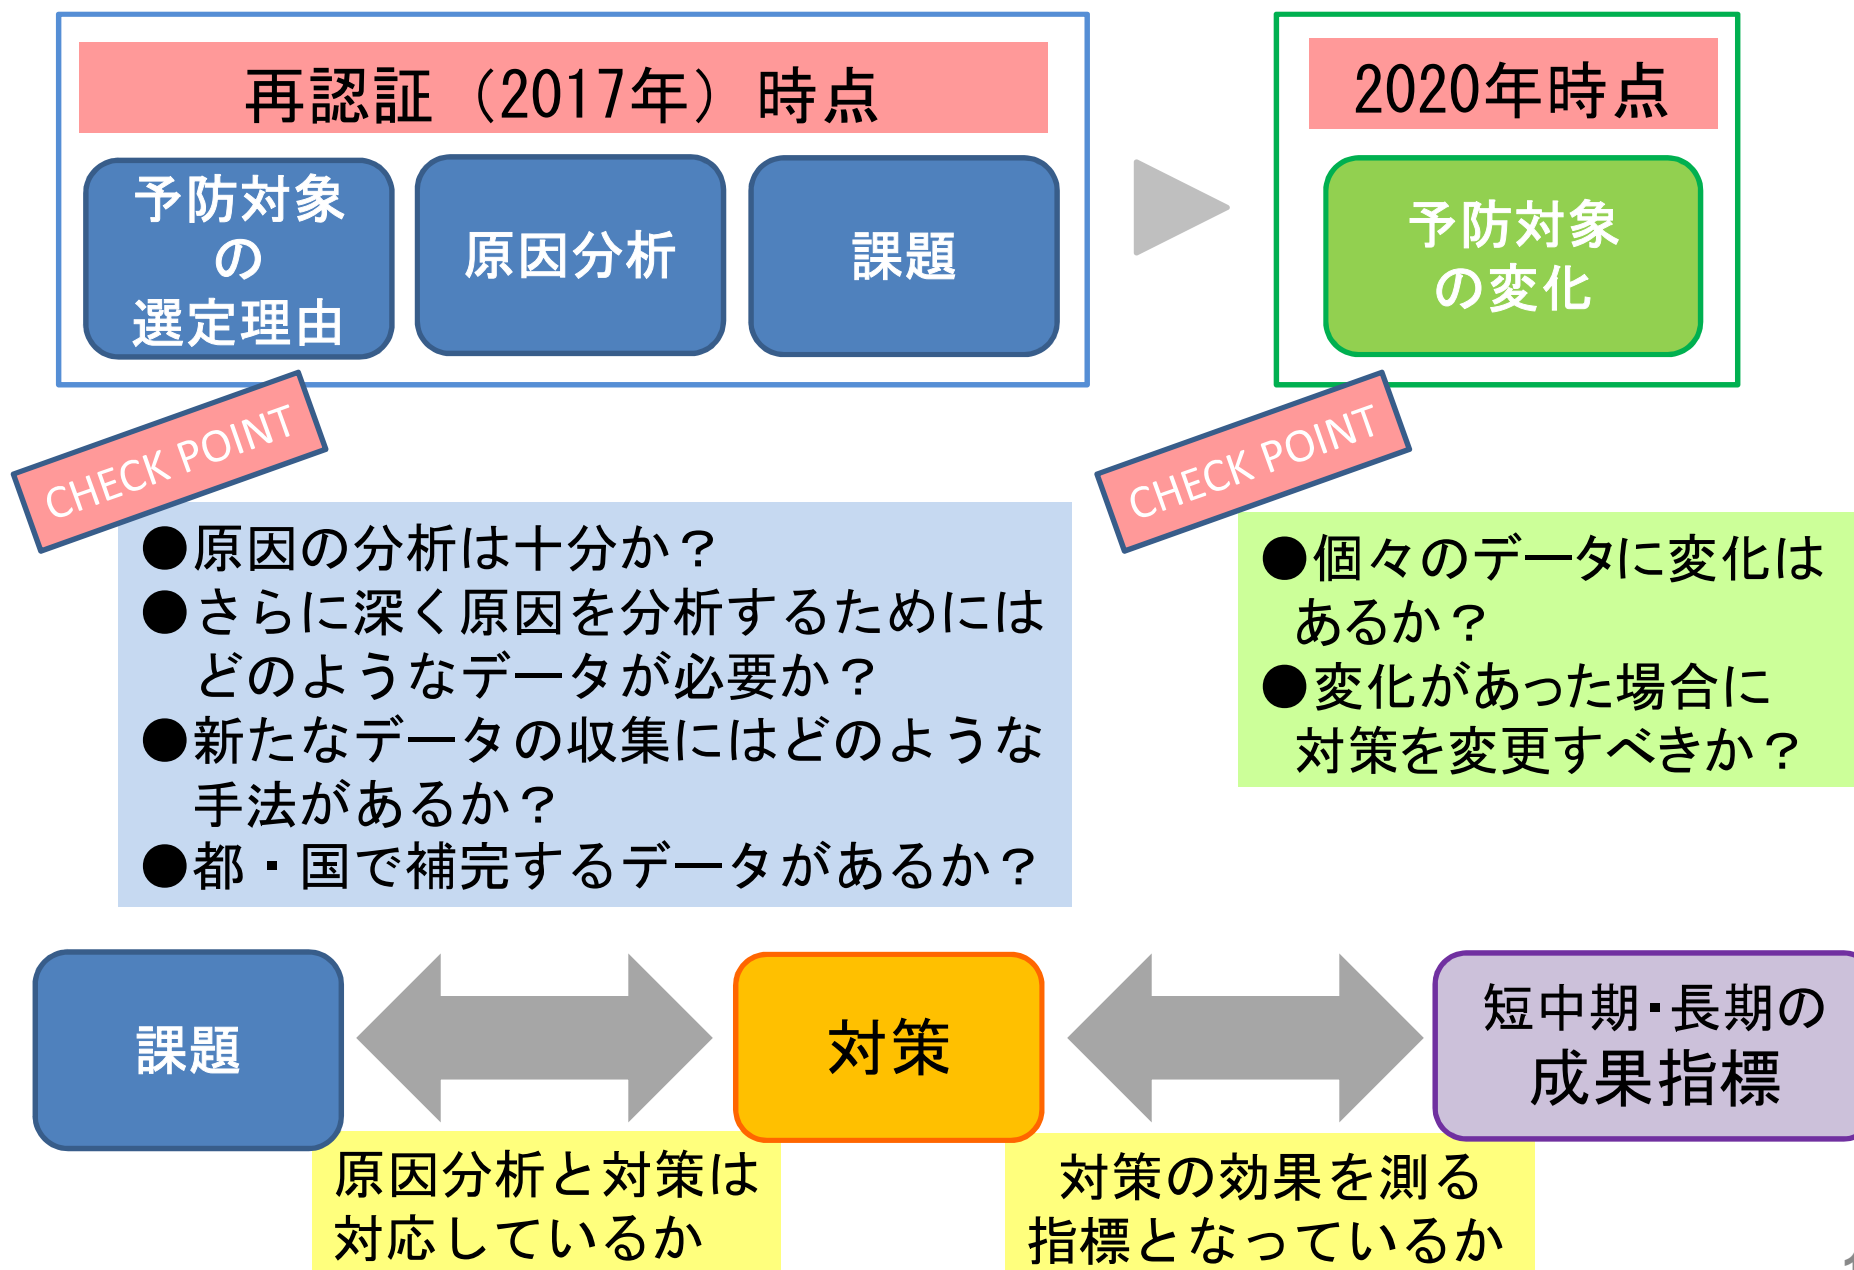 再認証（2017年）時点
予防対象
の
選定理由
原因分析
課題
2020年時点
予防対象
の変化
CHECK POINT
●原因の分析は十分か？
●さらに深く原因を分析するためには
どのようなデータが必要か？
●新たなデータの収集にはどのような
手法があるか？
●都・国で補完するデータがあるか？
CHECK POINT
●個々のデータに変化は
あるか？
●変化があった場合に
対策を変更すべきか？
課題
対策
短中期・長期の
成果指標
原因分析と対策は
対応しているか
対策の効果を測る
指標となっているか